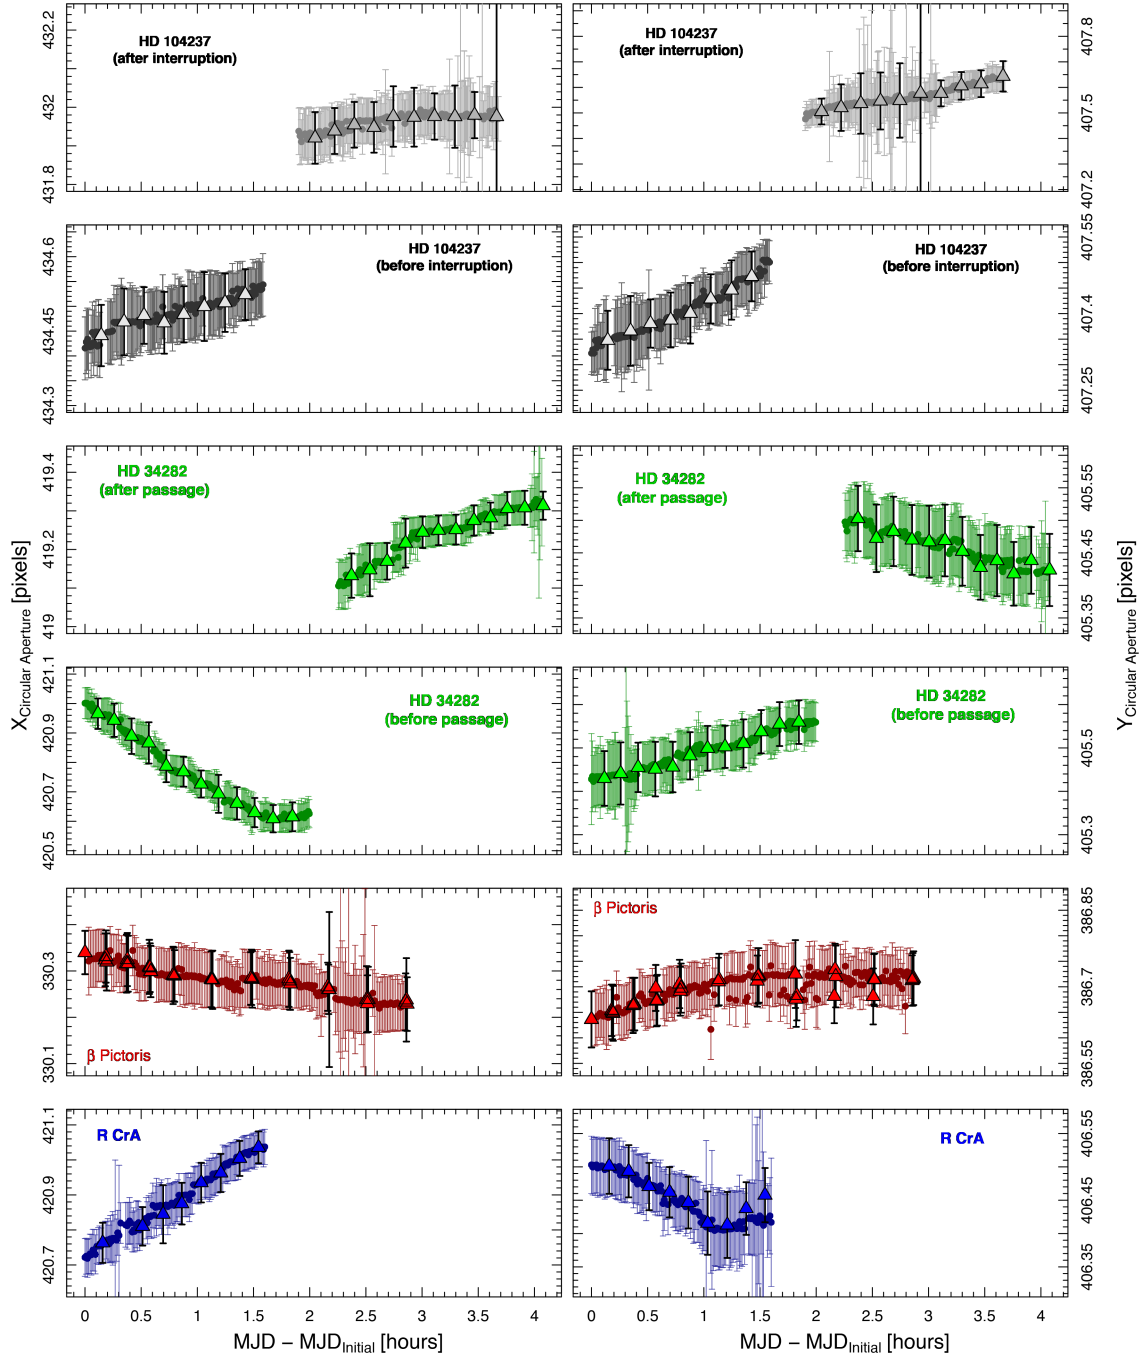 HD 104237
(after interruption)
432.2
432
431.8
HD 104237
(after interruption)
407.8
407.5
407.2
HD 104237
(before interruption)
434.6
434.45
434.3
HD 104237
(before interruption)
407.55
407.4
407.25
HD 34282
(after passage)
419.4
419.2
419
HD 34282
(after passage)
405.55
405.45
405.35
HD 34282
(before passage)
421.1
420.9
420.7
420.5
HD 34282
(before passage)
405.5
405.3
β Pictoris
330.3
330.1
β Pictoris
386.85
386.7
386.55
R CrA
421.1
420.9
420.7
R CrA
406.55
406.45
406.35
X Circular Aperture [pixels]
Y Circular Aperture [pixels]
0 0.5 1 1.5 2 2.5 3 3.5 4
0 0.5 1 1.5 2 2.5 3 3.5 4
MJD − MJD Initial [hours]
MJD − MJD Initial [hours]